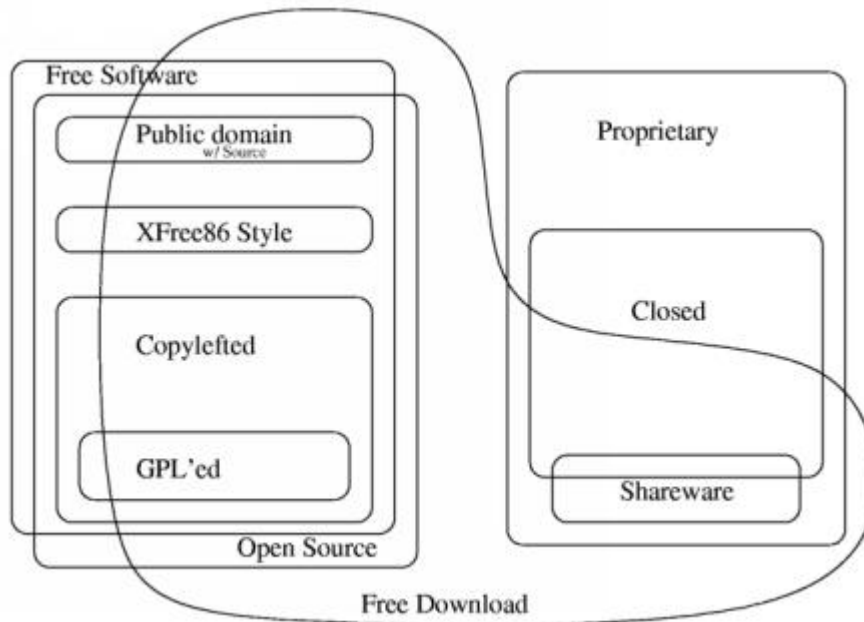 Free Software
Public domain
w/ Source
XFree86 Style
Copylefted
GPL'ed
Open Source
Proprietary
Closed
Shareware
Free Download